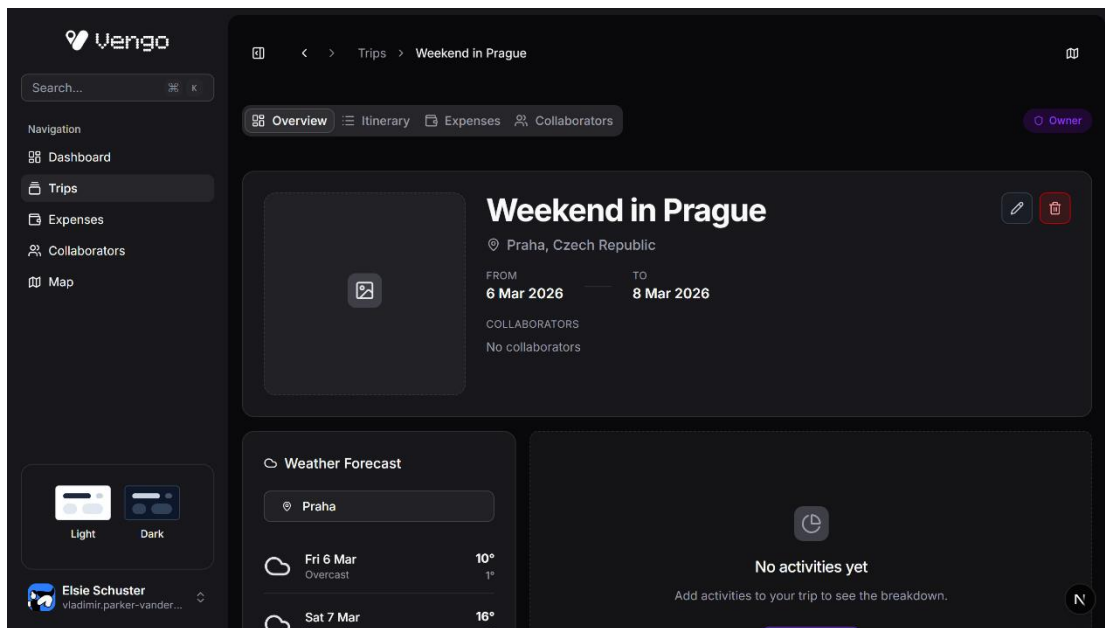 Vengo
Search... ⌘ K
Navigation
Dashboard
Trips
Expenses
Collaborators
Map
Light Dark
Elsie Schuster
vladimir.parker-vander...
Trips > Weekend in Prague
Overview Itinerary Expenses Collaborators
Owner
Weekend in Prague
Praha, Czech Republic
FROM TO
6 Mar 2026 8 Mar 2026
COLLABORATORS
No collaborators
Weather Forecast
Praha
Fri 6 Mar 10°
Overcast 1°
Sat 7 Mar 16°
No activities yet
Add activities to your trip to see the breakdown.
N